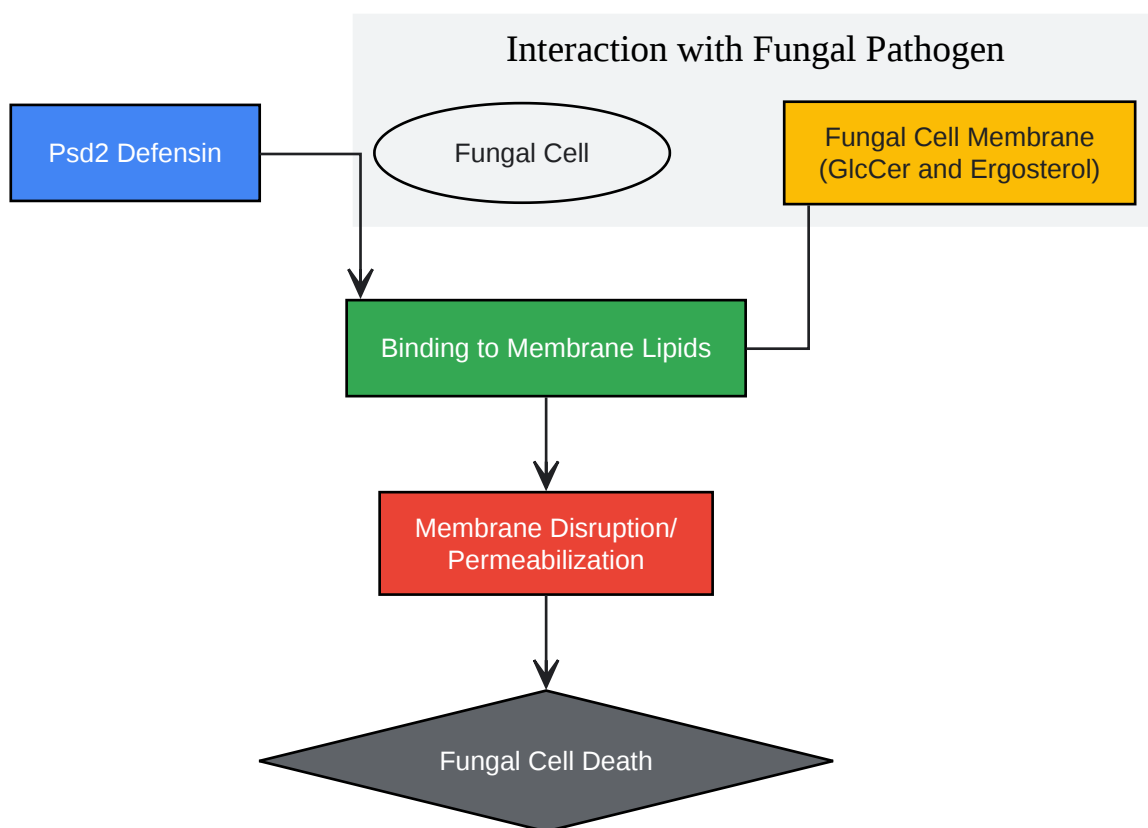 Interaction with Fungal Pathogen
Psd2 Defensin
Fungal Cell
Fungal Cell Membrane
(GlcCer and Ergosterol)
Binding to Membrane Lipids
Membrane Disruption/
Permeabilization
Fungal Cell Death